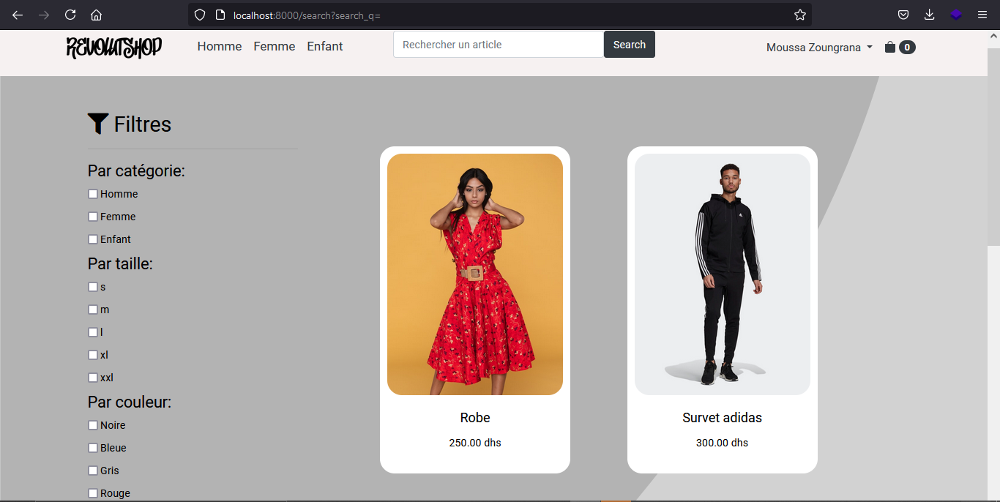 localhost:8000/search?search_q=
REVOLUTSHOP
Homme Femme Enfant
Rechercher un article
Search
Moussa Zoungrana
0
Filtres
Par catégorie:
Homme
Femme
Enfant
Par taille:
s
m
l
xl
xxl
Par couleur:
Noire
Bleue
Gris
Rouge
Robe
250.00 dhs
Survet adidas
300.00 dhs